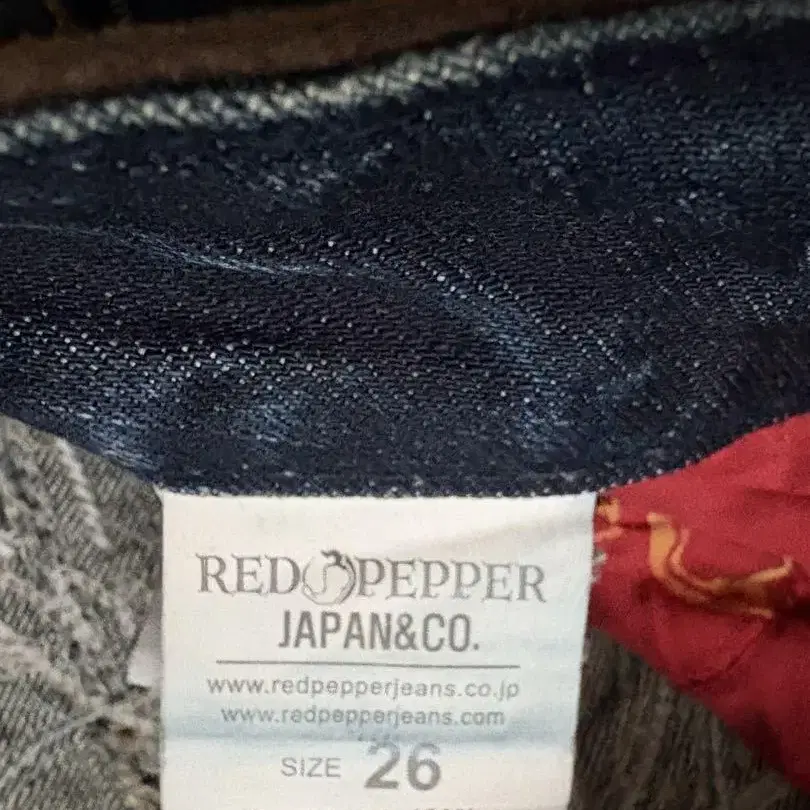 RED PEPPER
JAPAN&CO.
www.redpepperjeans.co.jp
www.redpepperjeans.com
SIZE 26